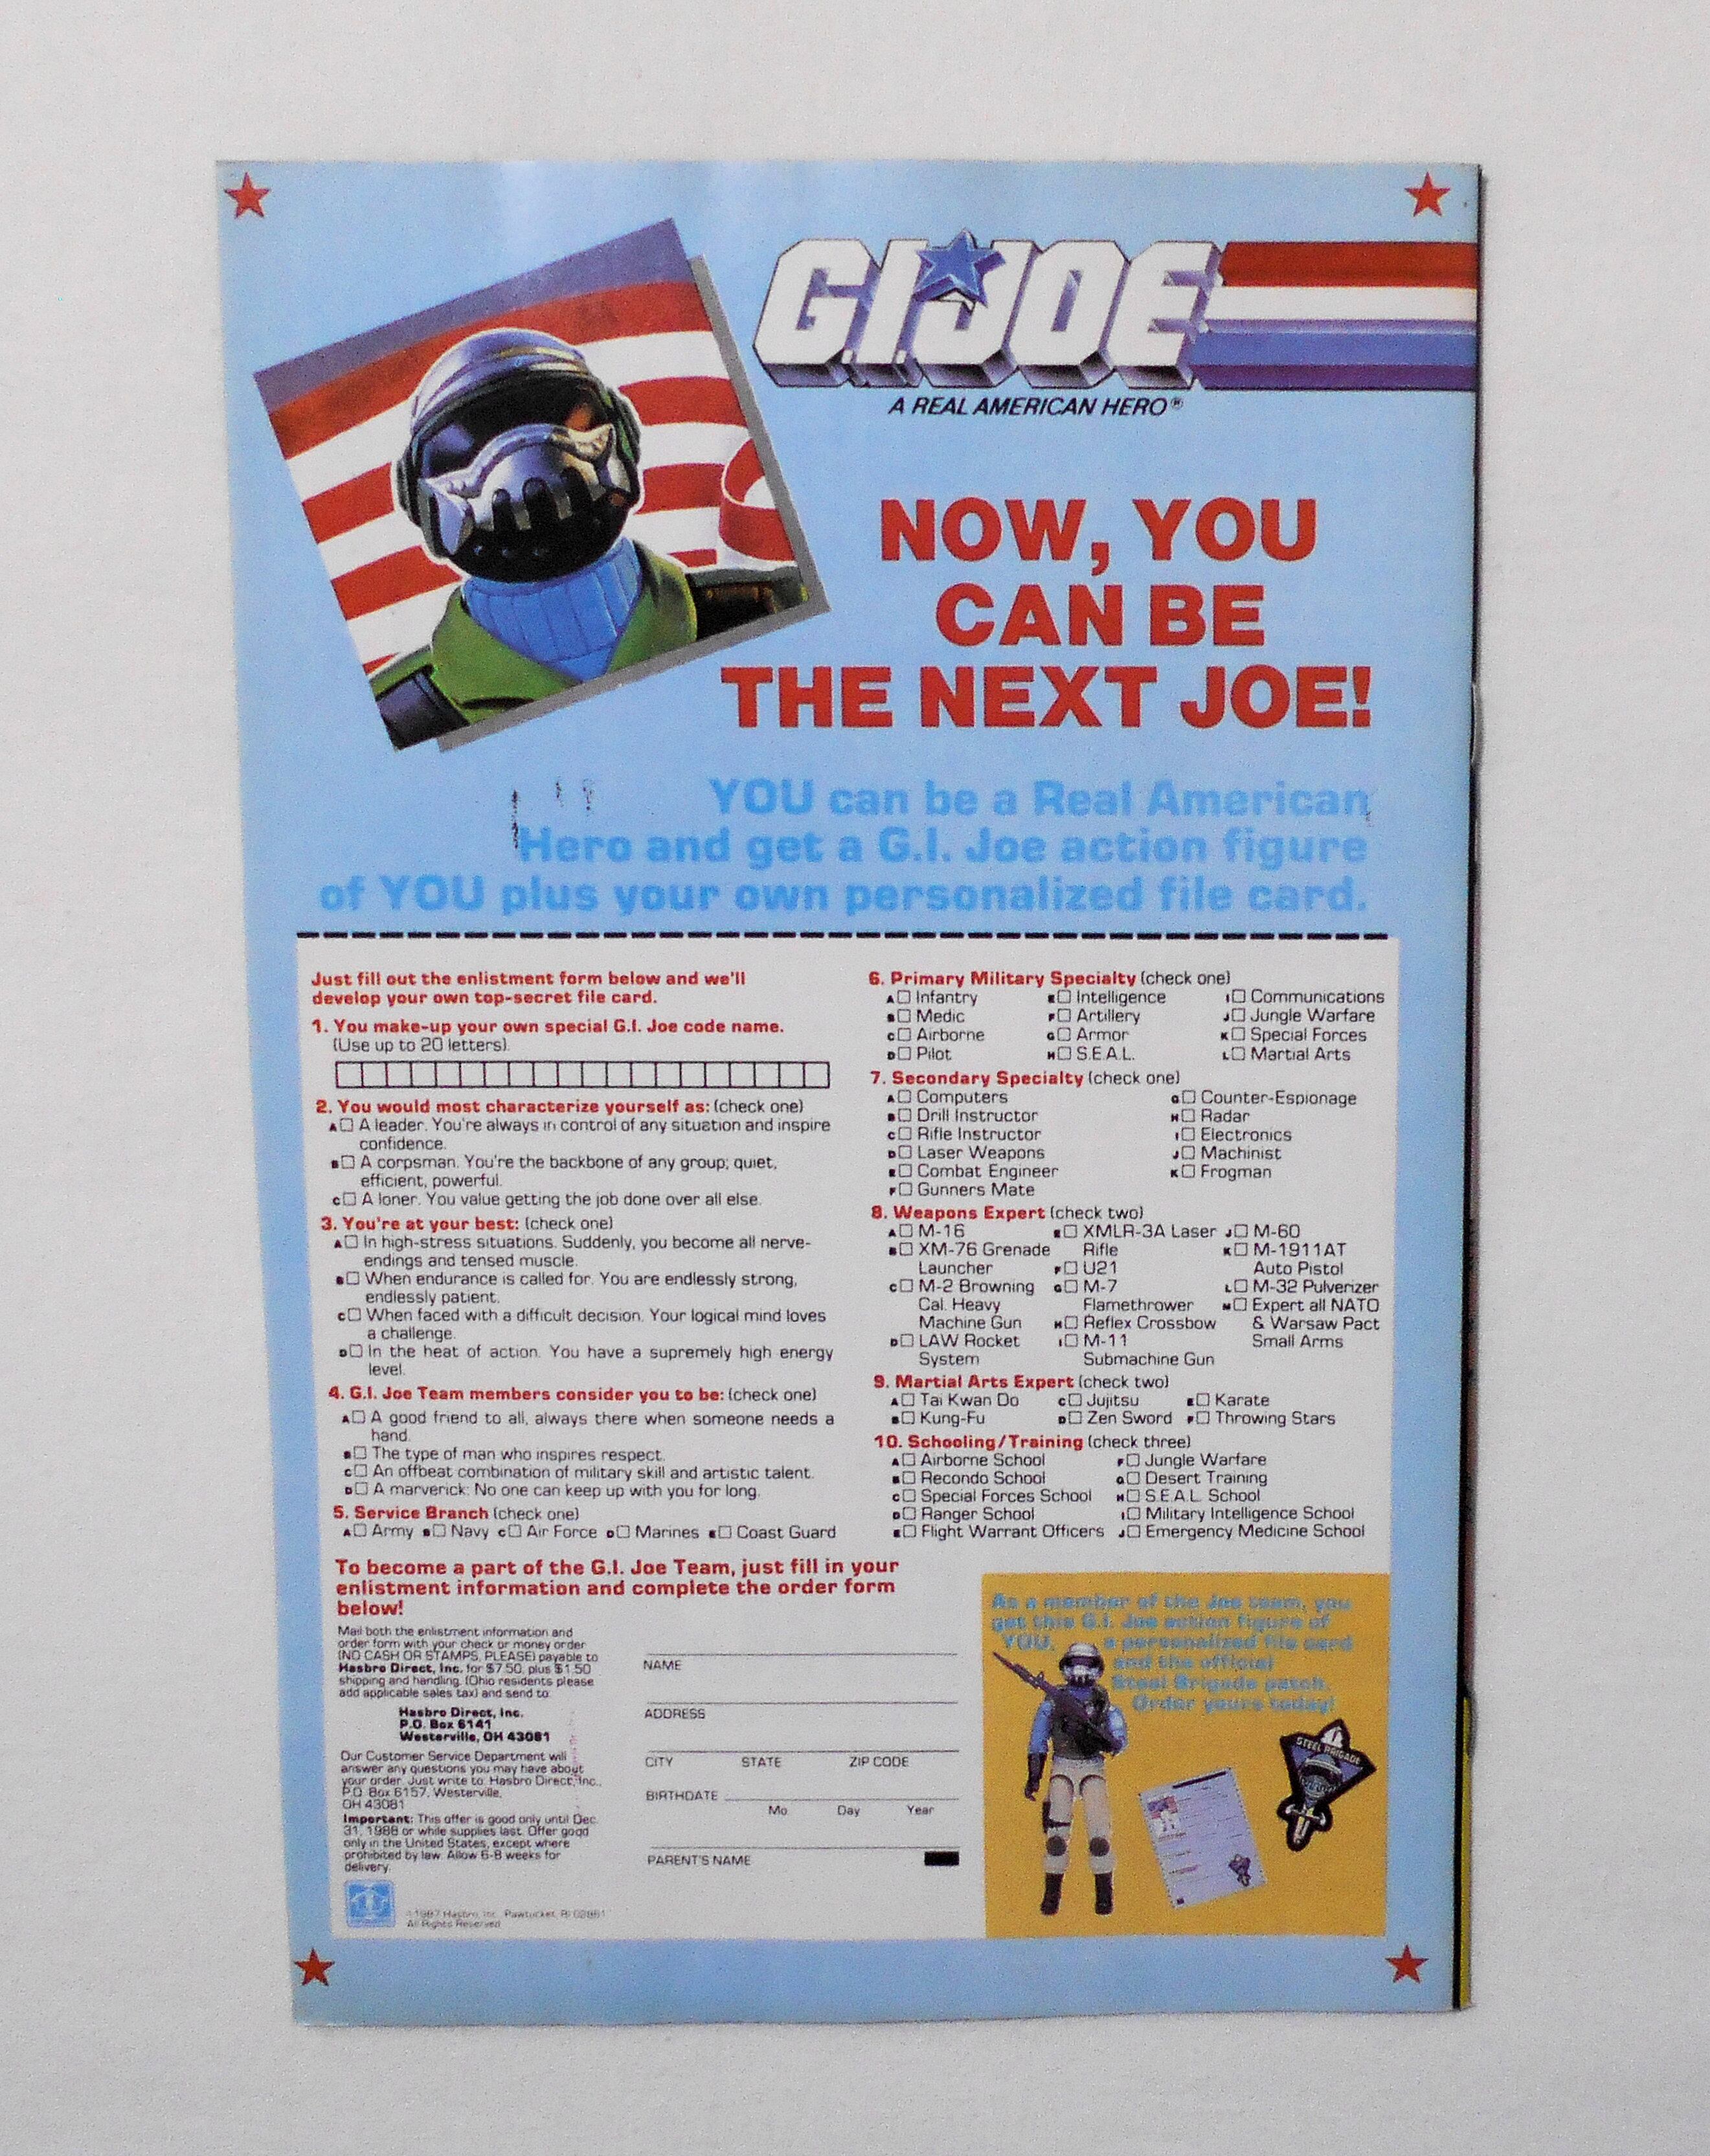 G.I. JOE
A REAL AMERICAN HERO®
NOW, YOU
CAN BE
THE NEXT JOE!
YOU can be a Real American
Hero and get a G.I. Joe action figure
of YOU plus your own personalized file card.
Just fill out the enlistment form below and we'll
develop your own top-secret file card.
1. You make-up your own special G.I. Joe code name.
(Use up to 20 letters).
2. You would most characterize yourself as: (check one)
A□ A leader. You're always in control of any situation and inspire
confidence.
B□ A corpsman. You're the backbone of any group; quiet,
efficient, powerful.
C□ A loner. You value getting the job done over all else.
3. You're at your best: (check one)
A□ In high-stress situations. Suddenly, you become all nerve-
endings and tensed muscle.
B□ When endurance is called for. You are endlessly strong,
endlessly patient.
C□ When faced with a difficult decision. Your logical mind loves
a challenge.
D□ In the heat of action. You have a supremely high energy
level.
4. G.I. Joe Team members consider you to be: (check one)
A□ A good friend to all, always there when someone needs a
hand.
B□ The type of man who inspires respect.
C□ An offbeat combination of military skill and artistic talent.
D□ A marverick: No one can keep up with you for long.
5. Service Branch (check one)
A□ Army B□ Navy C□ Air Force D□ Marines E□ Coast Guard
6. Primary Military Specialty (check one)
A□ Infantry E□ Intelligence I□ Communications
B□ Medic F□ Artillery J□ Jungle Warfare
C□ Airborne G□ Armor K□ Special Forces
D□ Pilot H□ S.E.A.L. L□ Martial Arts
7. Secondary Specialty (check one)
A□ Computers G□ Counter-Espionage
B□ Drill Instructor H□ Radar
C□ Rifle Instructor I□ Electronics
D□ Laser Weapons J□ Machinist
E□ Combat Engineer K□ Frogman
F□ Gunners Mate
8. Weapons Expert (check two)
A□ M-16 E□ XMLR-3A Laser J□ M-60
B□ XM-76 Grenade Rifle K□ M-1911AT
Launcher F□ U21 Auto Pistol
C□ M-2 Browning G□ M-7 L□ M-32 Pulverizer
Cal. Heavy Flamethrower M□ Expert all NATO
Machine Gun H□ Reflex Crossbow & Warsaw Pact
D□ LAW Rocket I□ M-11 Small Arms
System Submachine Gun
9. Martial Arts Expert (check two)
A□ Tai Kwan Do C□ Jujitsu E□ Karate
B□ Kung-Fu D□ Zen Sword F□ Throwing Stars
10. Schooling/Training (check three)
A□ Airborne School F□ Jungle Warfare
B□ Recondo School G□ Desert Training
C□ Special Forces School H□ S.E.A.L. School
D□ Ranger School I□ Military Intelligence School
E□ Flight Warrant Officers J□ Emergency Medicine School
To become a part of the G.I. Joe Team, just fill in your
enlistment information and complete the order form
below!
Mail both the enlistment information and
order form with your check or money order
(NO CASH OR STAMPS, PLEASE) payable to
Hasbro Direct, Inc. for $7.50, plus $1.50
shipping and handling. (Ohio residents please
add applicable sales tax) and send to:
Hasbro Direct, Inc.
P.O. Box 6141
Westerville, OH 43081
Our Customer Service Department will
answer any questions you may have about
your order. Just write to: Hasbro Direct, Inc.,
P.O. Box 6157, Westerville,
OH 43081
Important: This offer is good only until Dec.
31, 1988 or while supplies last. Offer good
only in the United States, except where
prohibited by law. Allow 6-8 weeks for
delivery.
©1987 Hasbro, Inc. Pawtucket, RI 02861
All Rights Reserved
NAME
ADDRESS
CITY STATE ZIP CODE
BIRTHDATE
Mo Day Year
PARENT'S NAME
As a member of the Joe team, you
get this G.I. Joe action figure of
YOU, a personalized file card
and the official
Steel Brigade patch.
Order yours today!
STEEL BRIGADE